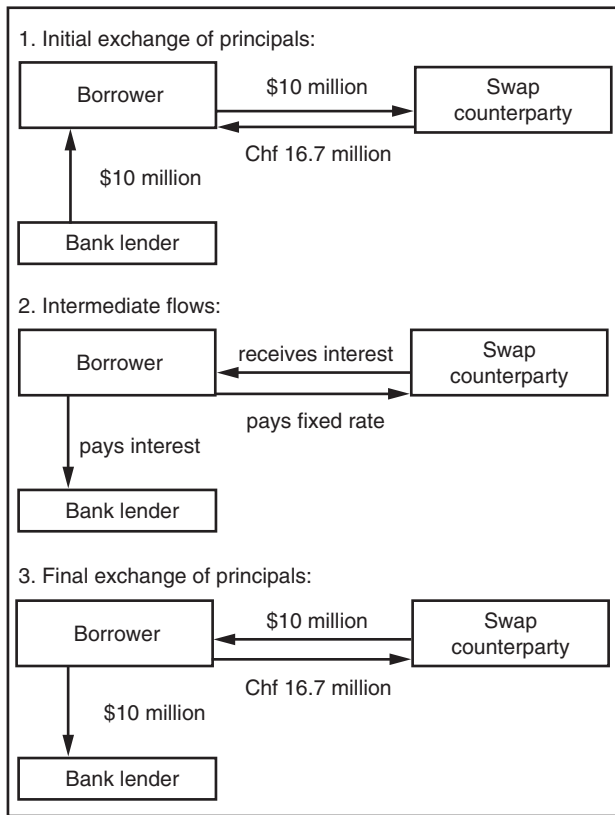 1. Initial exchange of principals:
Borrower
$10 million
Swap
counterparty
Chf 16.7 million
$10 million
Bank lender
2. Intermediate flows:
Borrower
receives interest
Swap
counterparty
pays fixed rate
pays interest
Bank lender
3. Final exchange of principals:
Borrower
$10 million
Swap
counterparty
Chf 16.7 million
$10 million
Bank lender